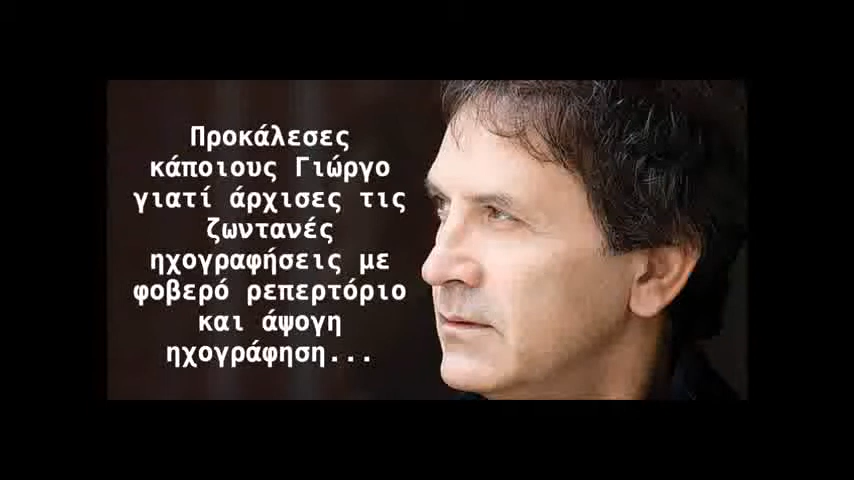 Προκάλεσες
κάποιους Γιώργο
γιατί άρχισες τις
ζωντανές
ηχογραφήσεις με
φοβερό ρεπερτόριο
και άψογη
ηχογράφηση...